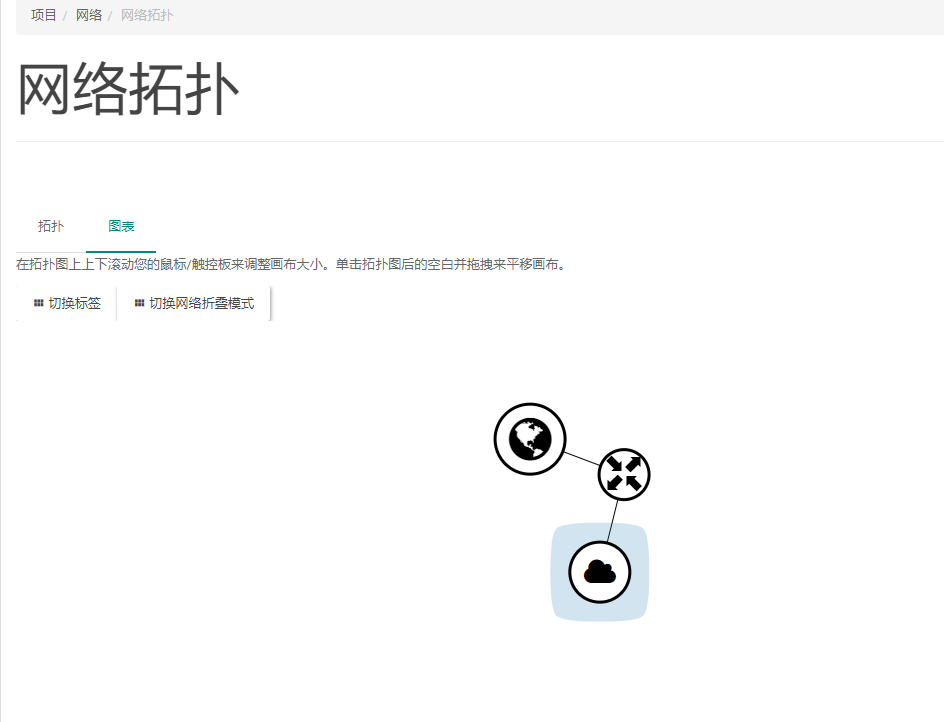 项目 / 网络 / 网络拓扑
网络拓扑
拓扑 图表
在拓扑图上上下滚动您的鼠标/触控板来调整画布大小。单击拓扑图后的空白并拖拽来平移画布。
切换标签 切换网络折叠模式